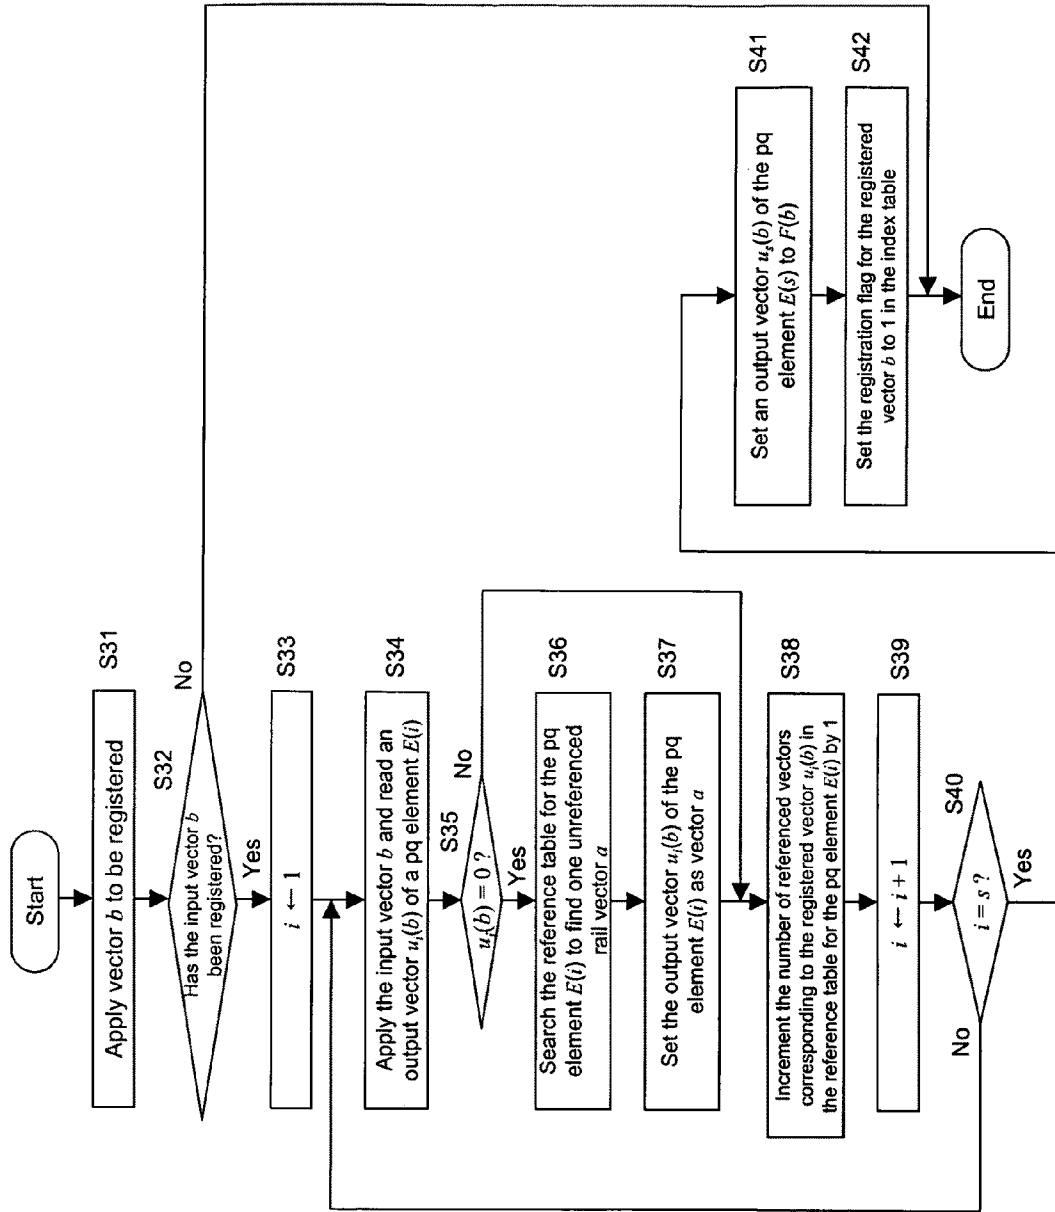 Start
Apply vector b to be registered
S31
S32
Has the input vector b
been registered?
No
Yes
i ← 1
S33
Apply the input vector b and read an
output vector uᵢ(b) of a pq element E(i)
S34
S35
uᵢ(b) = 0 ?
No
Yes
Search the reference table for the pq
element E(i) to find one unreferenced
rail vector a
S36
Set the output vector uᵢ(b) of the pq
element E(i) as vector a
S37
Increment the number of referenced vectors
corresponding to the registered vector uᵢ(b) in
the reference table for the pq element E(i) by 1
S38
i ← i + 1
S39
S40
i = s ?
No
Yes
Set an output vector uₛ(b) of the pq
element E(s) to F(b)
S41
Set the registration flag for the registered
vector b to 1 in the index table
S42
End